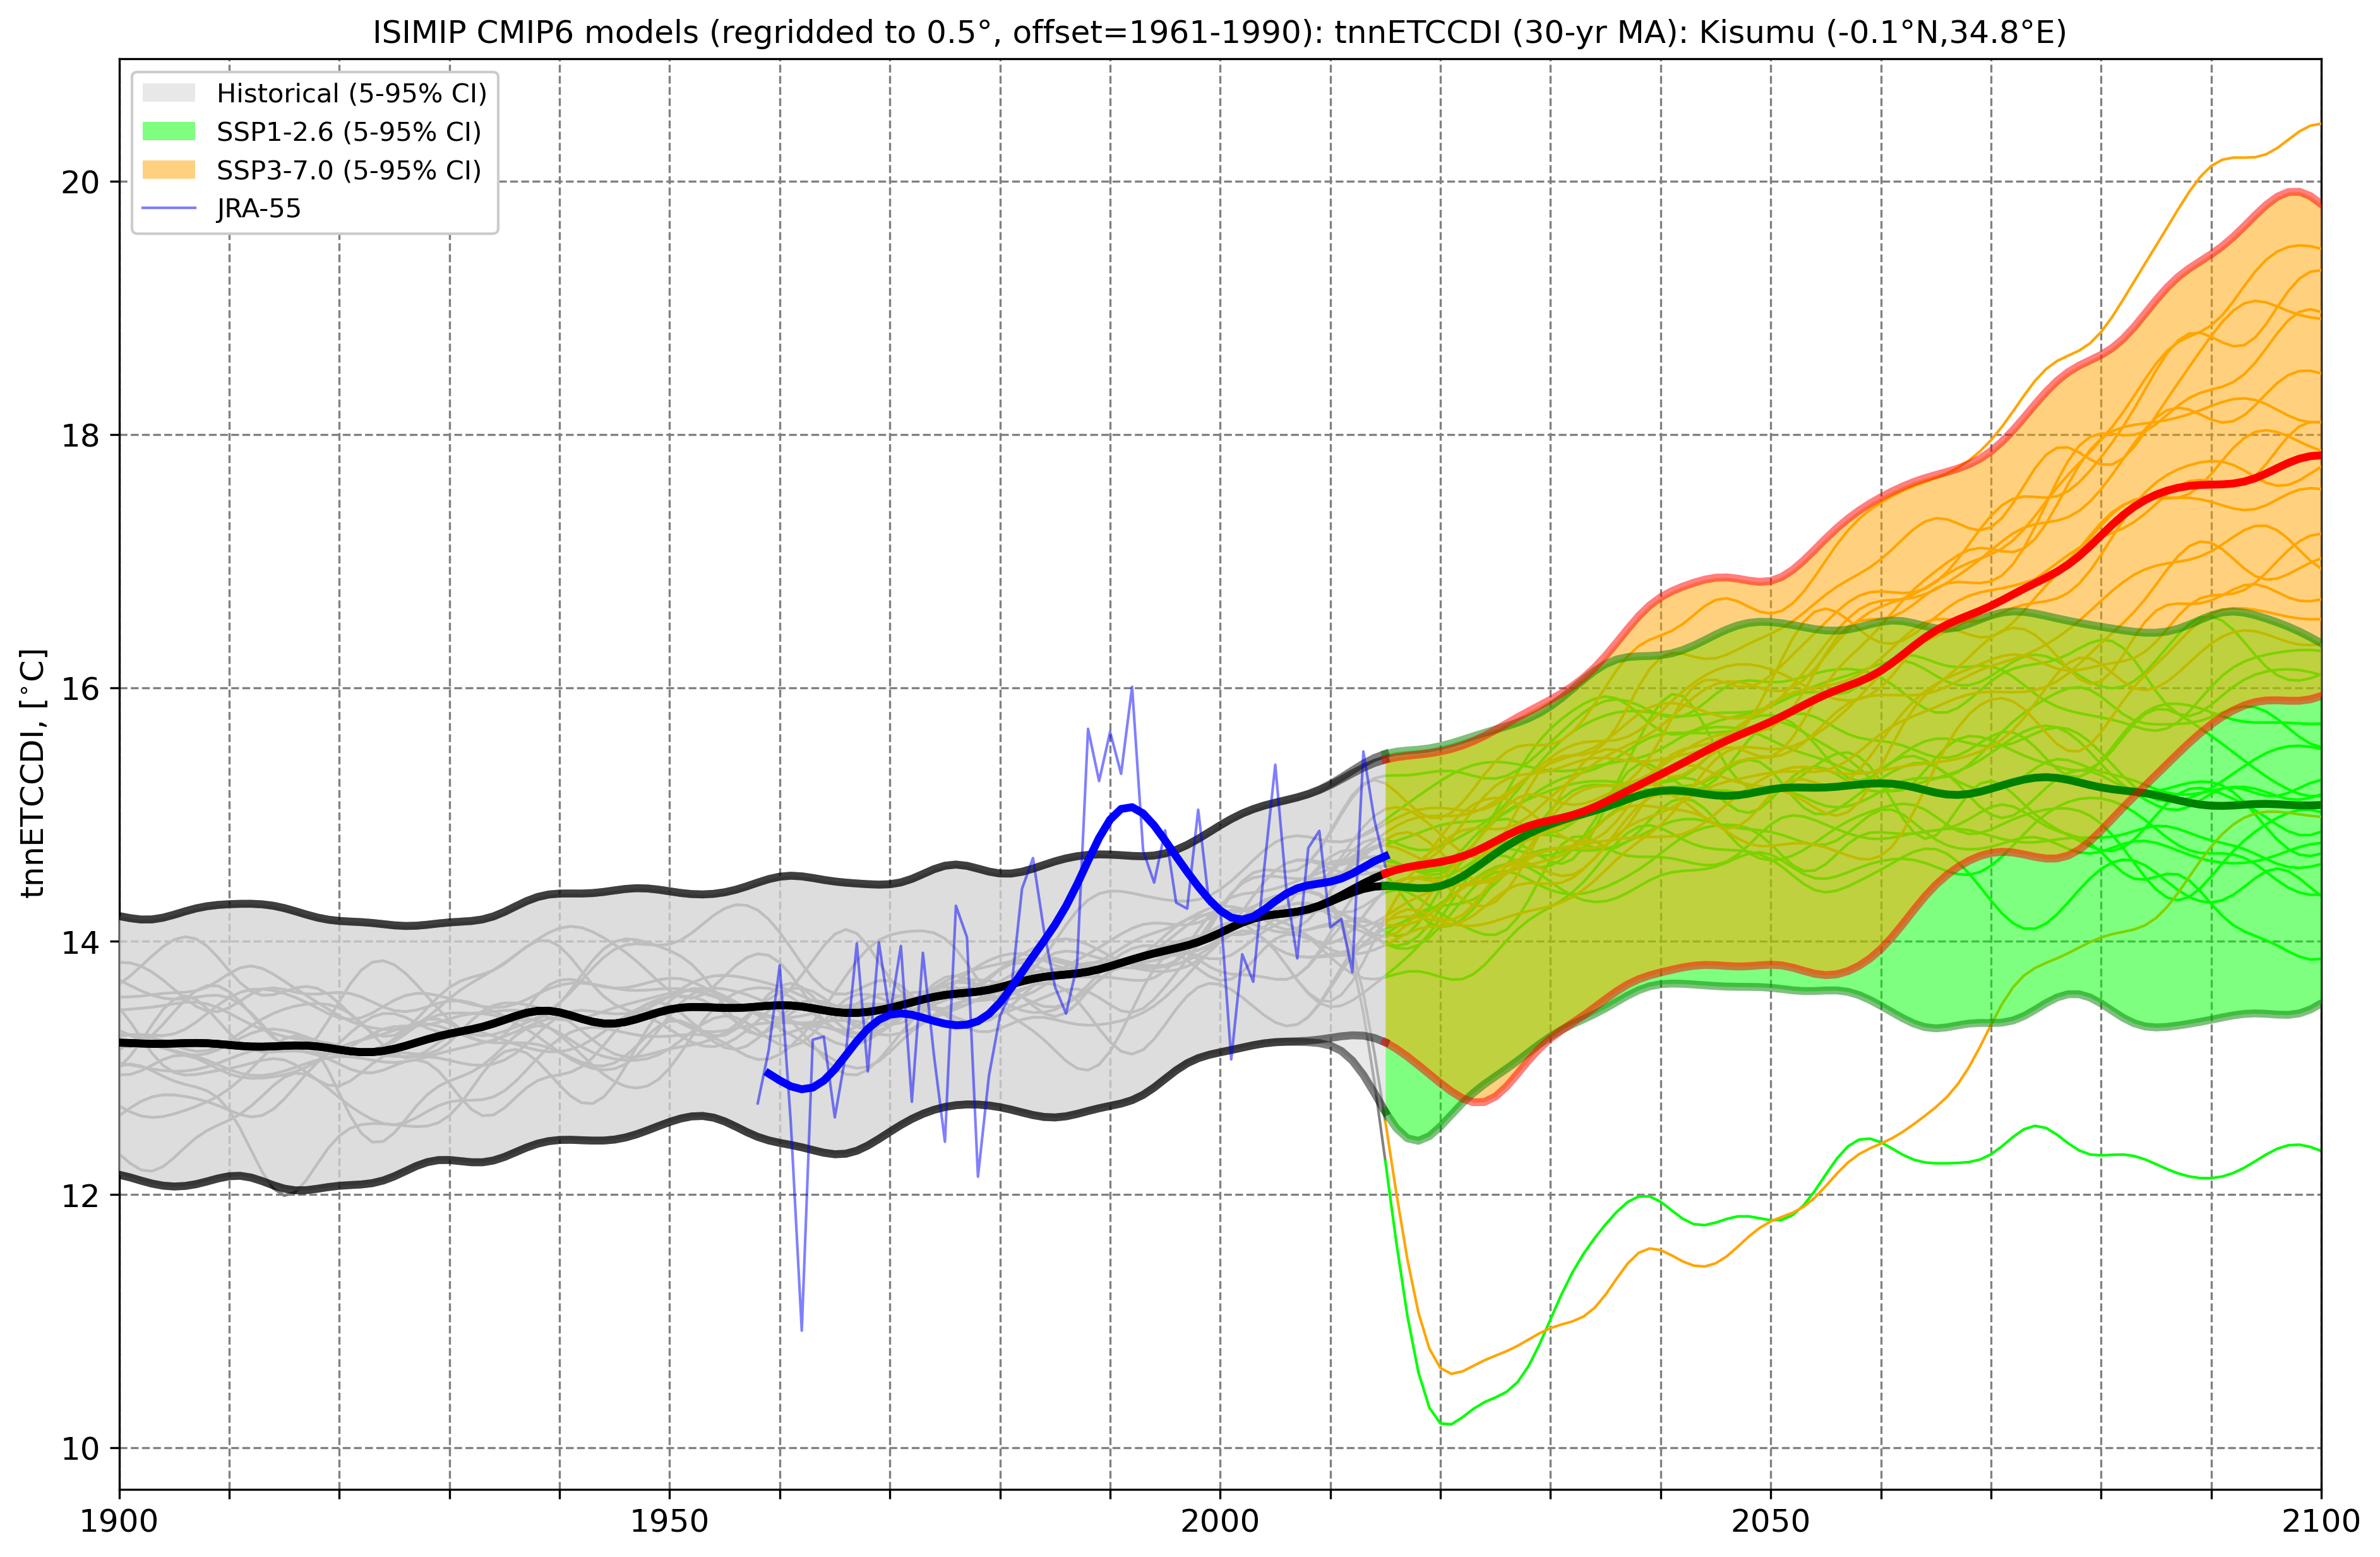 ISIMIP CMIP6 models (regridded to 0.5°, offset=1961-1990): tnnETCCDI (30-yr MA): Kisumu (-0.1°N,34.8°E)
Historical (5-95% CI)
SSP1-2.6 (5-95% CI)
SSP3-7.0 (5-95% CI)
JRA-55
tnnETCCDI, [°C]
20
18
16
14
12
10
1900 1950 2000 2050 2100